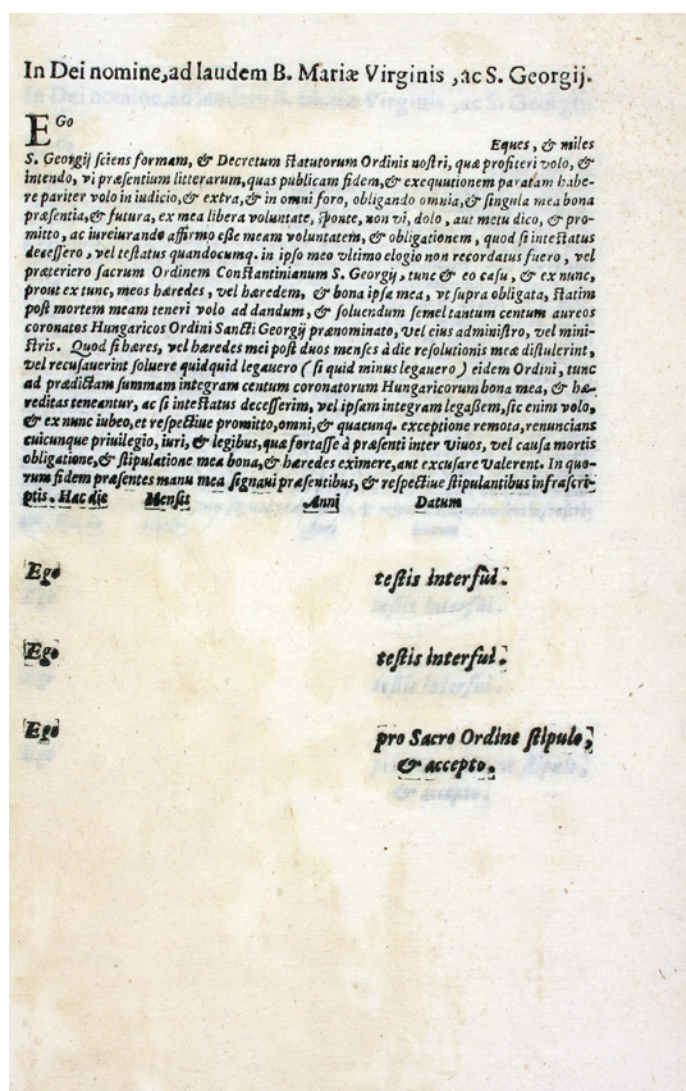 In Dei nomine, ad laudem B. Mariæ Virginis, ac S. Georgij.
EGo Eques, & miles
S. Georgij ſciens formam, & Decretum ſtatutorum Ordinis noſtri, quæ profiteri volo, &
intendo, vi præſentium litterarum, quas publicam fidem, & exequutionem paratam habe-
re pariter volo in iudicio, & extra, & in omni foro, obligando omnia, & ſingula mea bona
præſentia, & futura, ex mea libera voluntate, ſponte, non vi, dolo, aut metu dico, & pro-
mitto, ac iureiurando affirmo eſſe meam voluntatem, & obligationem, quod ſi inteſtatus
deceſſero, vel teſtatus quandocumq. in ipſo meo vltimo elogio non recordatus fuero, vel
præteriero ſacrum Ordinem Conſtantinianum S. Georgij, tunc & eo caſu, & ex nunc,
prout ex tunc, meos hæredes, vel hæredem, & bona ipſa mea, vt ſupra obligata, ſtatim
poſt mortem meam teneri volo ad dandum, & ſoluendum ſemel tantum centum aureos
coronatos Hungaricos Ordini Sancti Georgij prænominato, vel eius adminiſtro, vel mini-
ſtris. Quod ſi hæres, vel hæredes mei poſt duos menſes à die reſolutionis meæ diſtulerint,
vel recuſauerint ſoluere quidquid legauero (ſi quid minus legauero) eidem Ordini, tunc
ad prædictam ſummam integram centum coronatorum Hungaricorum bona mea, & hæ-
reditas teneantur, ac ſi inteſtatus deceſſerim, vel ipſam integram legaſſem, ſic enim volo,
& ex nunc iubeo, et reſpectiue promitto, omni, & quacunq. exceptione remota, renuncians
cuicunque priuilegio, iuri, & legibus, quæ fortaſſe à præſenti inter viuos, vel cauſa mortis
obligatione, & ſtipulatione mea bona, & hæredes eximere, aut excuſare valerent. In quo-
rum fidem præſentes manu mea ſignaui præſentibus, & reſpectiue ſtipulantibus infraſcri-
ptis. Hac die Menſis Anni Datum
Ego teſtis interfui.
Ego teſtis interfui.
Ego pro Sacro Ordine ſtipulo,
& accepto.